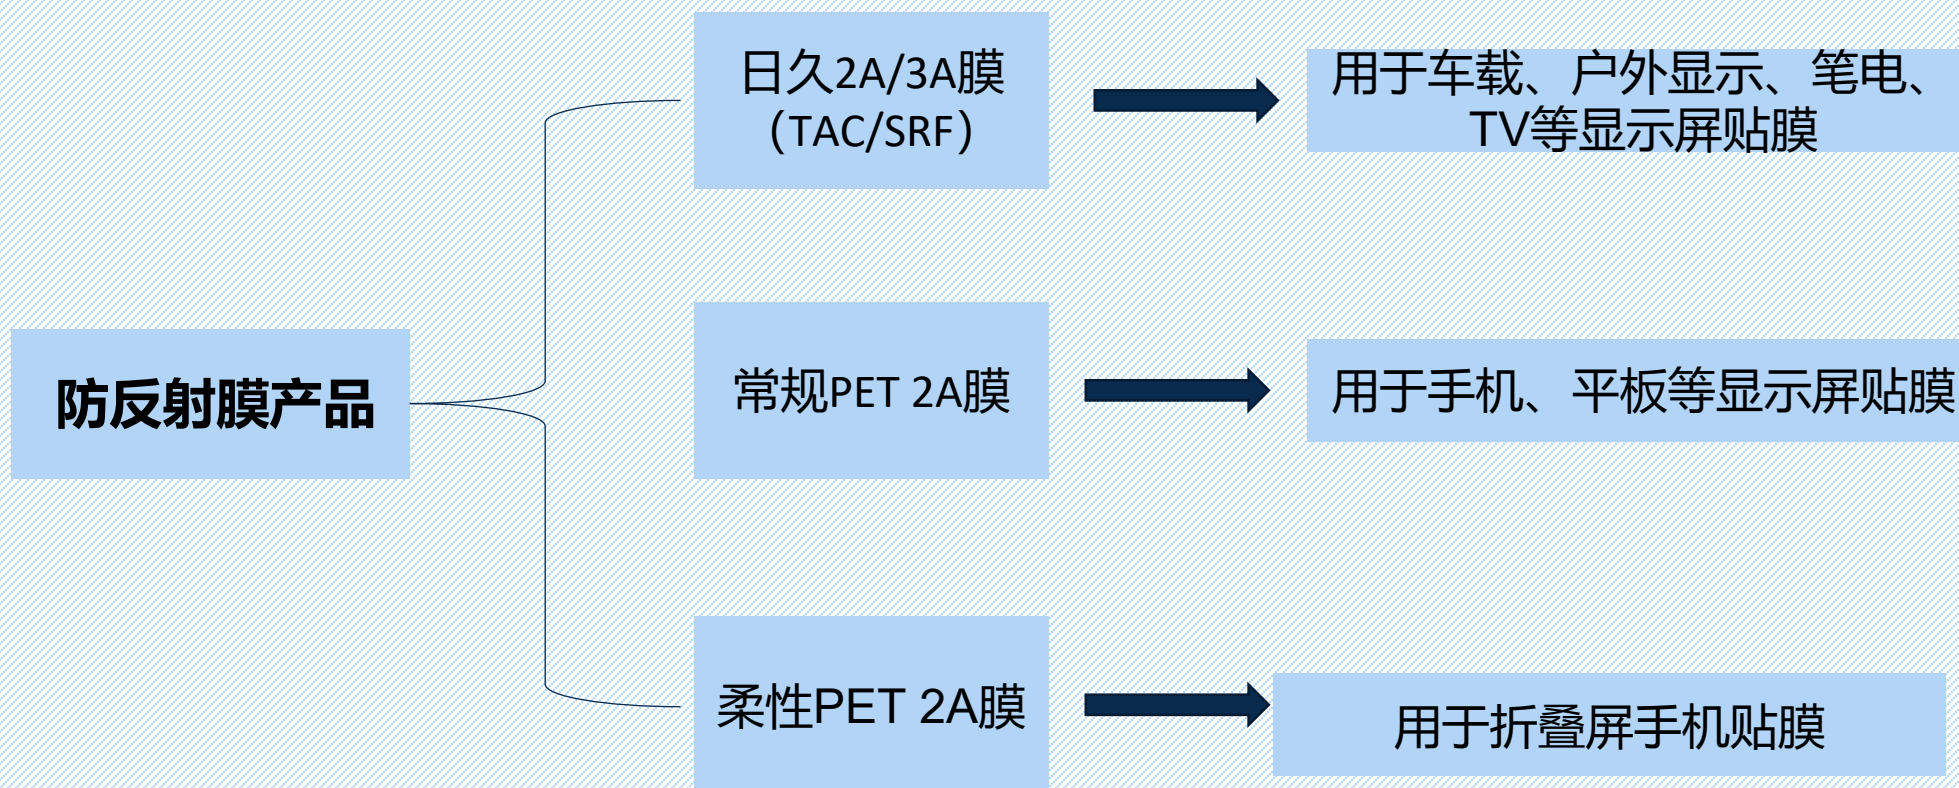 防反射膜产品
日久2A/3A膜
(TAC/SRF)
用于车载、户外显示、笔电、
TV等显示屏贴膜
常规PET 2A膜
用于手机、平板等显示屏贴膜
柔性PET 2A膜
用于折叠屏手机贴膜